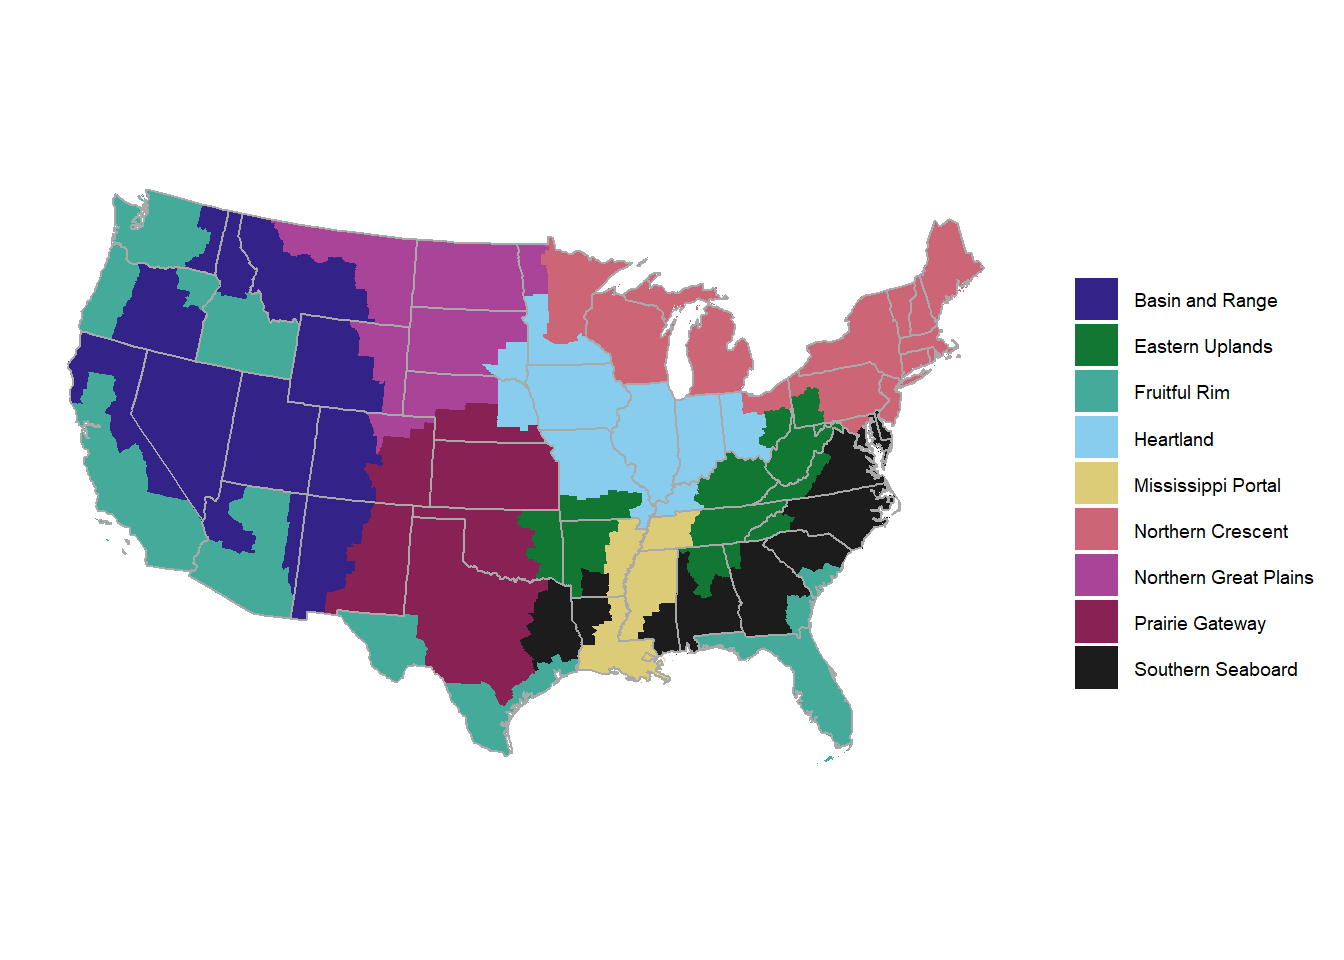 Basin and Range
Eastern Uplands
Fruitful Rim
Heartland
Mississippi Portal
Northern Crescent
Northern Great Plains
Prairie Gateway
Southern Seaboard